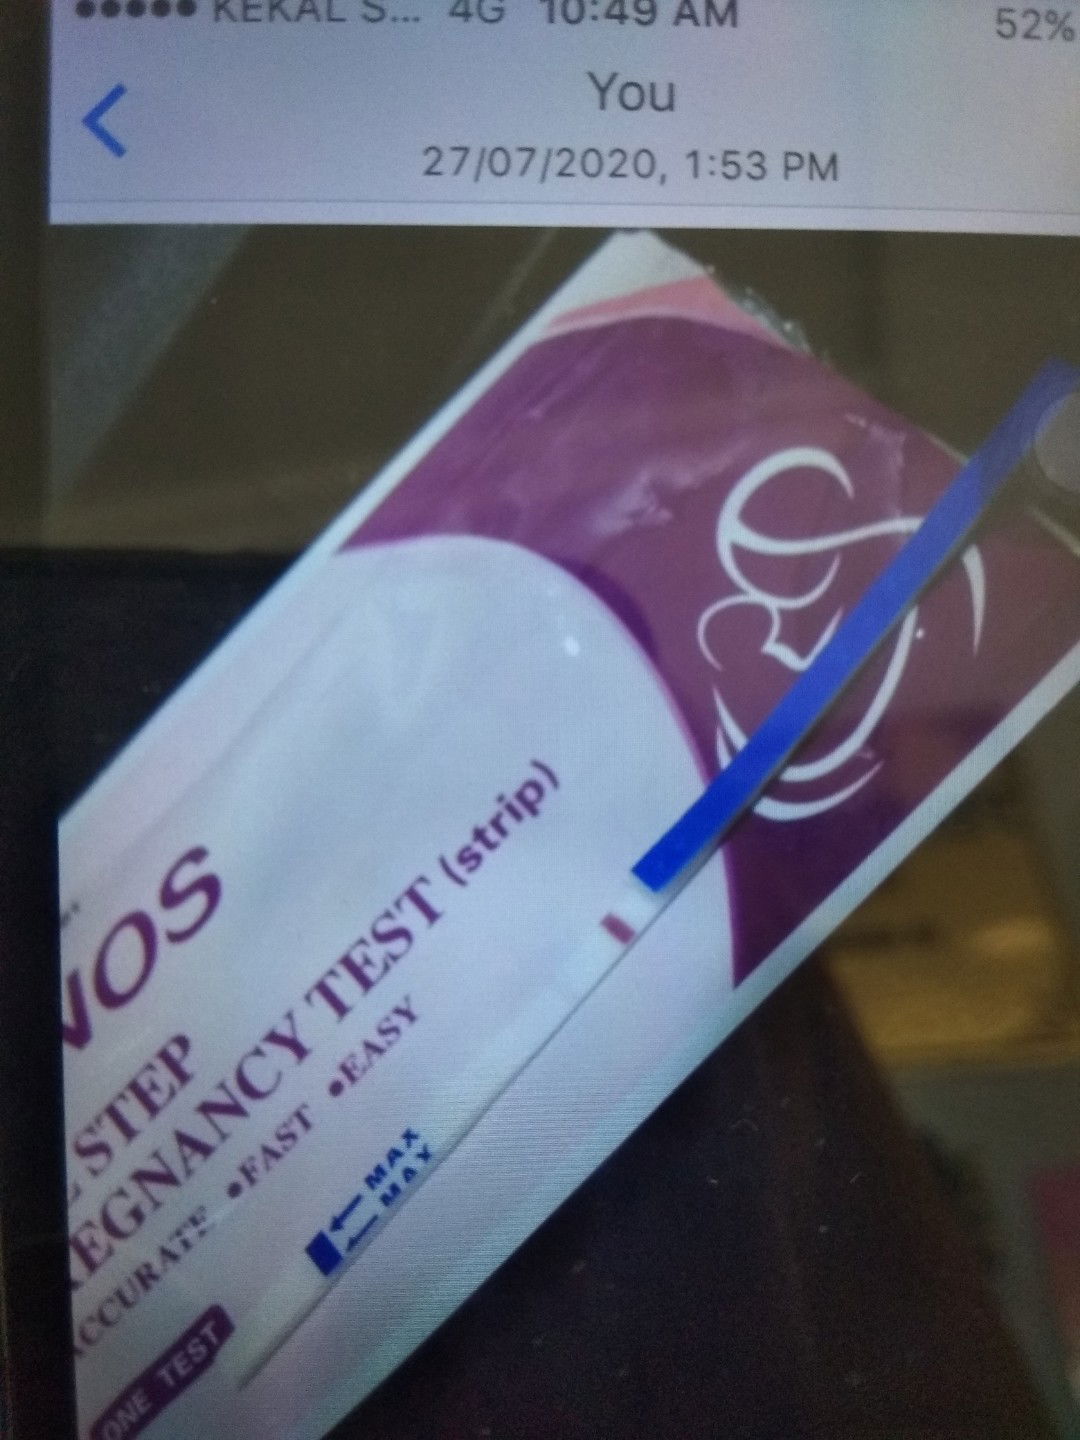 ●●●●● KEKAL S... 4G 10:49 AM 52%
You
27/07/2020, 1:53 PM
VOS
STEP
EGNANCY TEST (strip)
ACCURATE •FAST •EASY
MAX
MAX
ONE TEST